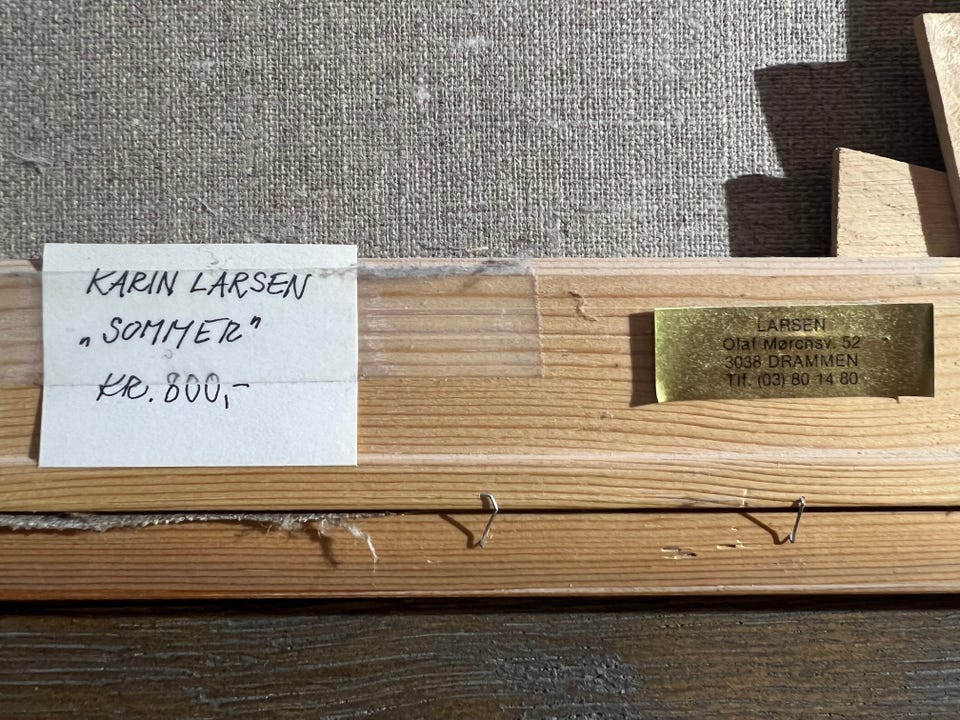 KARIN LARSEN
„SOMMER"
KR. 800,-
LARSEN
Olaf Mørchsv. 52
3038 DRAMMEN
Tlf. (03) 80 14 80